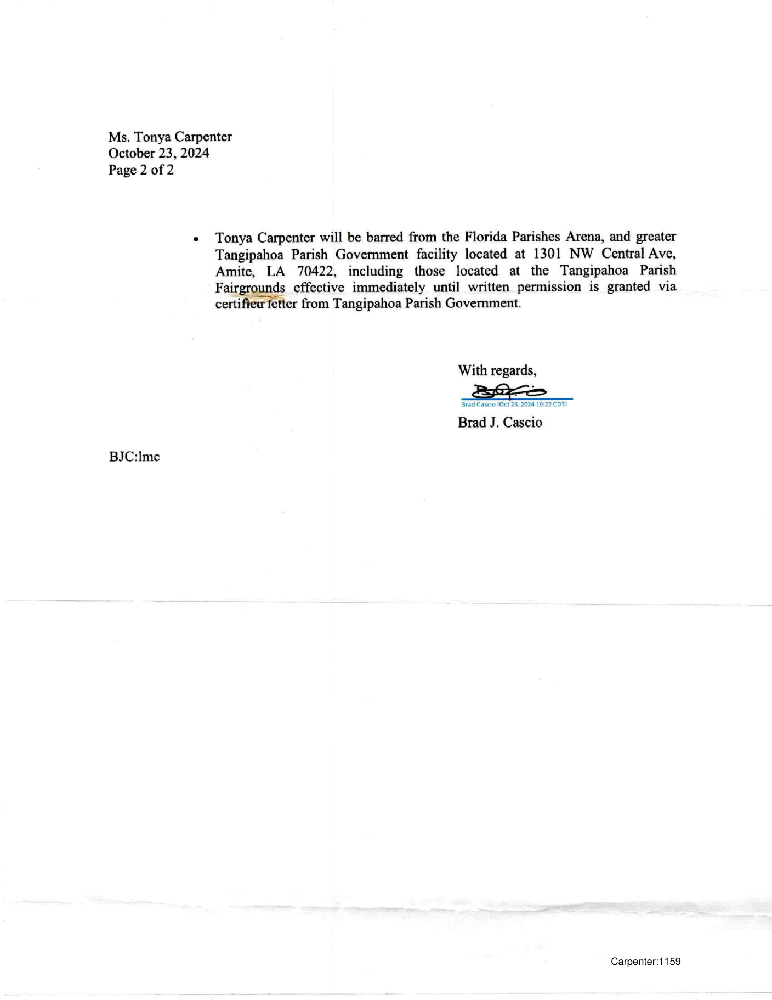 Ms. Tonya Carpenter
October 23, 2024
Page 2 of 2
• Tonya Carpenter will be barred from the Florida Parishes Arena, and greater
Tangipahoa Parish Government facility located at 1301 NW Central Ave,
Amite, LA 70422, including those located at the Tangipahoa Parish
Fairgrounds effective immediately until written permission is granted via
certified letter from Tangipahoa Parish Government.
With regards,
Brad Cascio (Oct 23, 2024 10:22 CDT)
Brad J. Cascio
BJC:lmc
Carpenter:1159